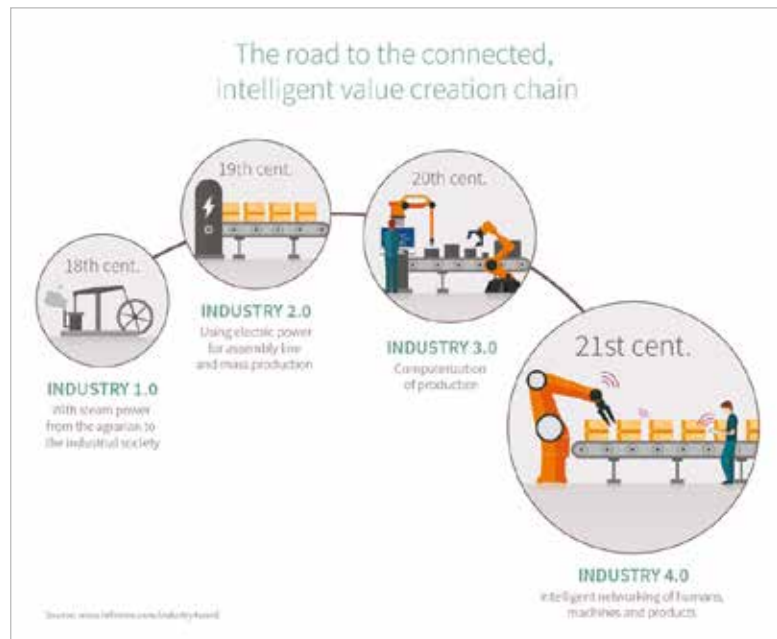 The road to the connected,
intelligent value creation chain
18th cent.
INDUSTRY 1.0
With steam power
from the agrarian to
the industrial society
19th cent.
INDUSTRY 2.0
Using electric power
for assembly line
and mass production
20th cent.
INDUSTRY 3.0
Computerization
of production
21st cent.
INDUSTRY 4.0
Intelligent networking of humans,
machines and products
Source: